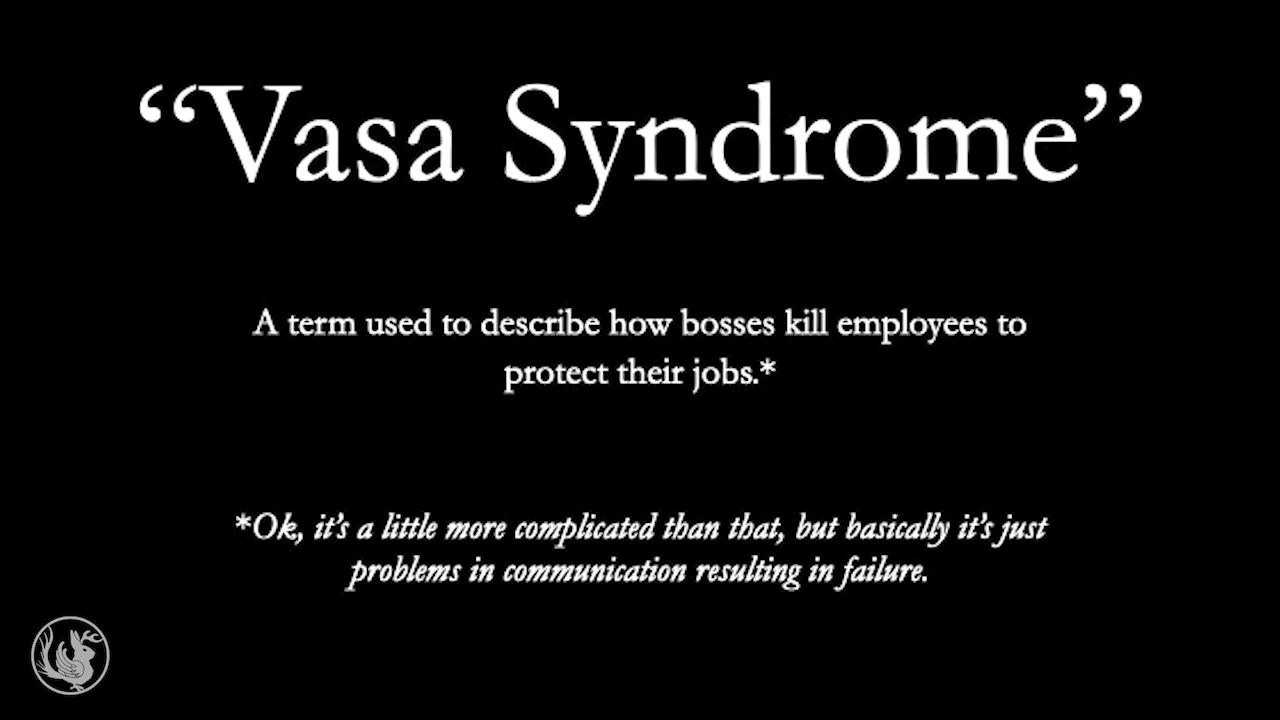 “Vasa Syndrome”
A term used to describe how bosses kill employees to
protect their jobs.*
*Ok, it’s a little more complicated than that, but basically it’s just
problems in communication resulting in failure.